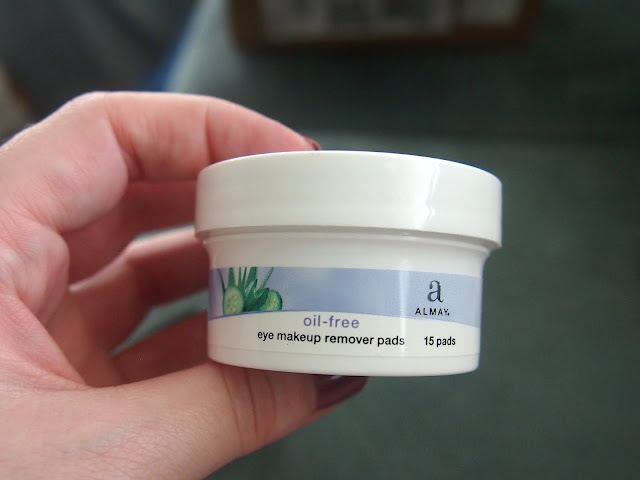 a
ALMAY.
oil-free
eye makeup remover pads 15 pads